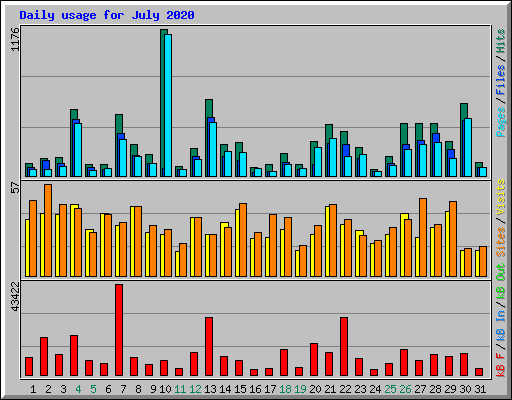 Daily usage for July 2020
1176
Pages / Files / Hits
57
Sites / Visits
43422
kB F / kB In / kB Out
1 2 3 4 5 6 7 8 9 10 11 12 13 14 15 16 17 18 19 20 21 22 23 24 25 26 27 28 29 30 31